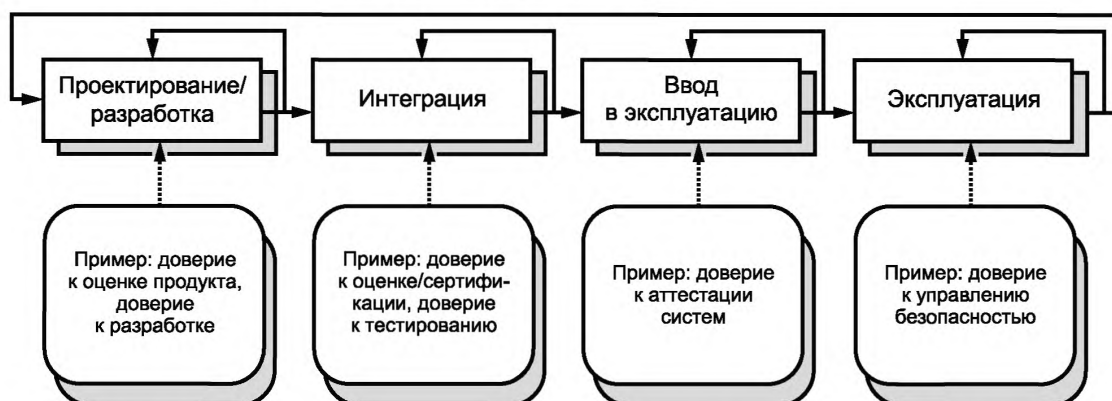 Проектирование/
разработка
Интеграция
Ввод
в эксплуатацию
Эксплуатация
Пример: доверие
к оценке продукта,
доверие
к разработке
Пример: доверие
к оценке/сертифи-
кации, доверие
к тестированию
Пример: доверие
к аттестации
систем
Пример: доверие
к управлению
безопасностью